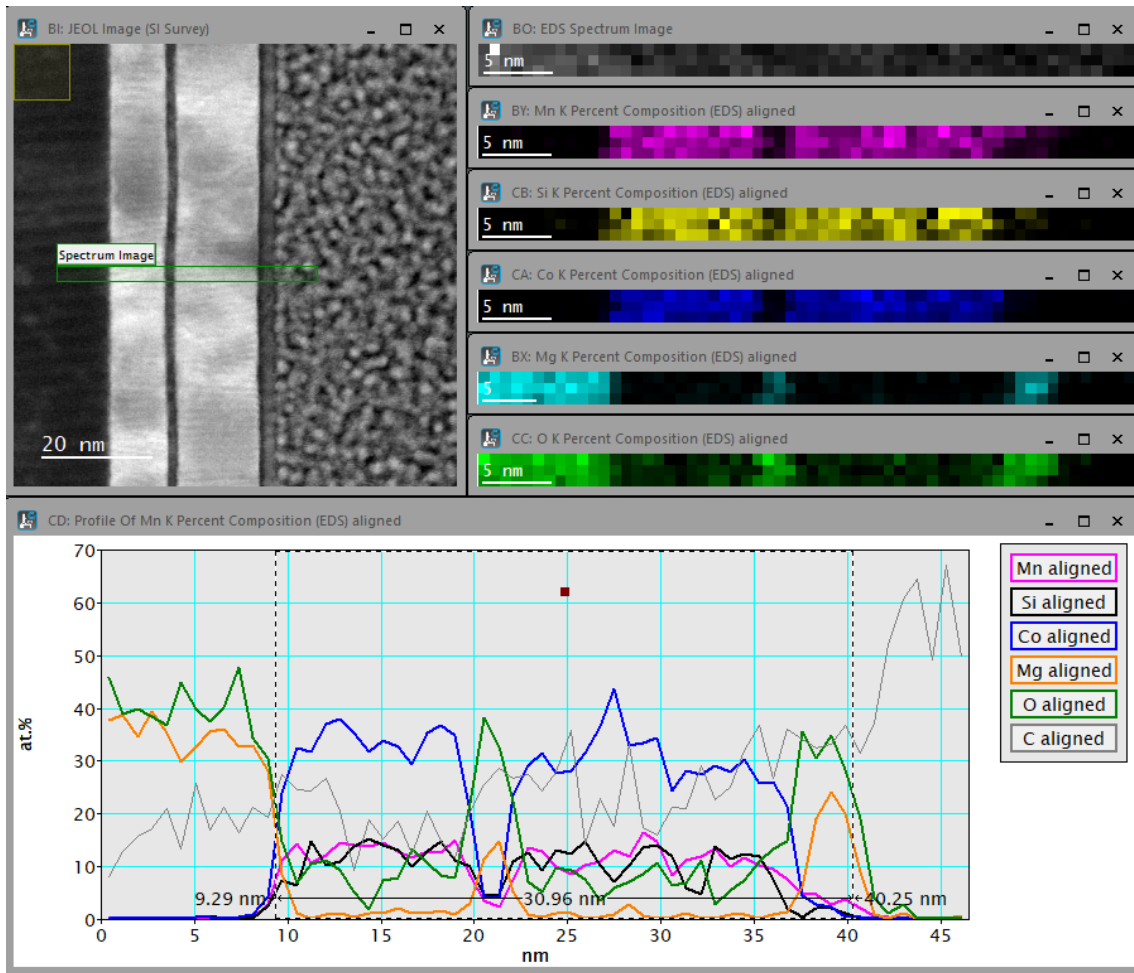 BI: JEOL Image (SI Survey)
Spectrum Image
20 nm
BO: EDS Spectrum Image
5 nm
BY: Mn K Percent Composition (EDS) aligned
5 nm
CB: Si K Percent Composition (EDS) aligned
5 nm
CA: Co K Percent Composition (EDS) aligned
5 nm
BX: Mg K Percent Composition (EDS) aligned
5
CC: O K Percent Composition (EDS) aligned
5 nm
CD: Profile Of Mn K Percent Composition (EDS) aligned
70
60
50
40
30
20
10
0
at.%
9.29 nm
30.96 nm
40.25 nm
0 5 10 15 20 25 30 35 40 45
nm
Mn aligned
Si aligned
Co aligned
Mg aligned
O aligned
C aligned